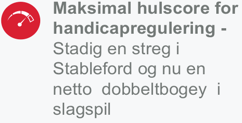 Maksimal hulscore for
handicapregulering -
Stadig en streg i
Stableford og nu en
netto dobbeltbogey i
slagspil